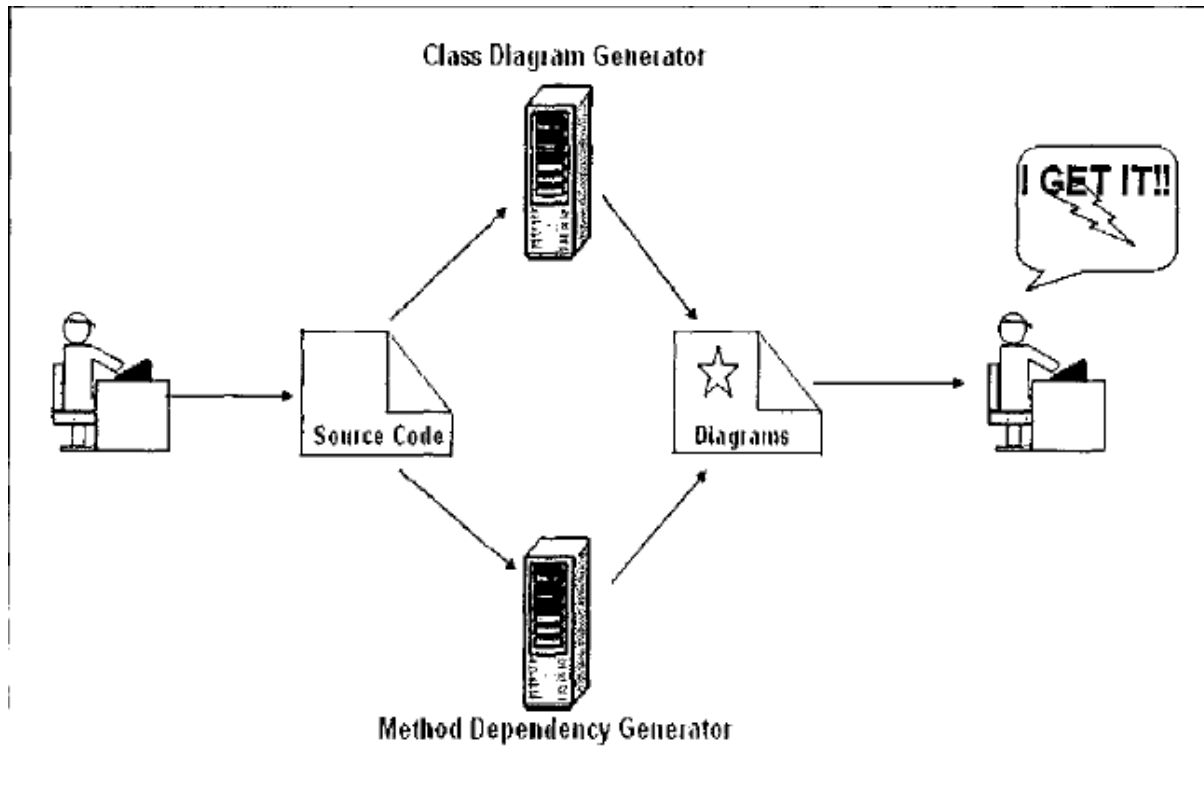 Class Diagram Generator
I GET IT!!
Source Code
Diagrams
Method Dependency Generator